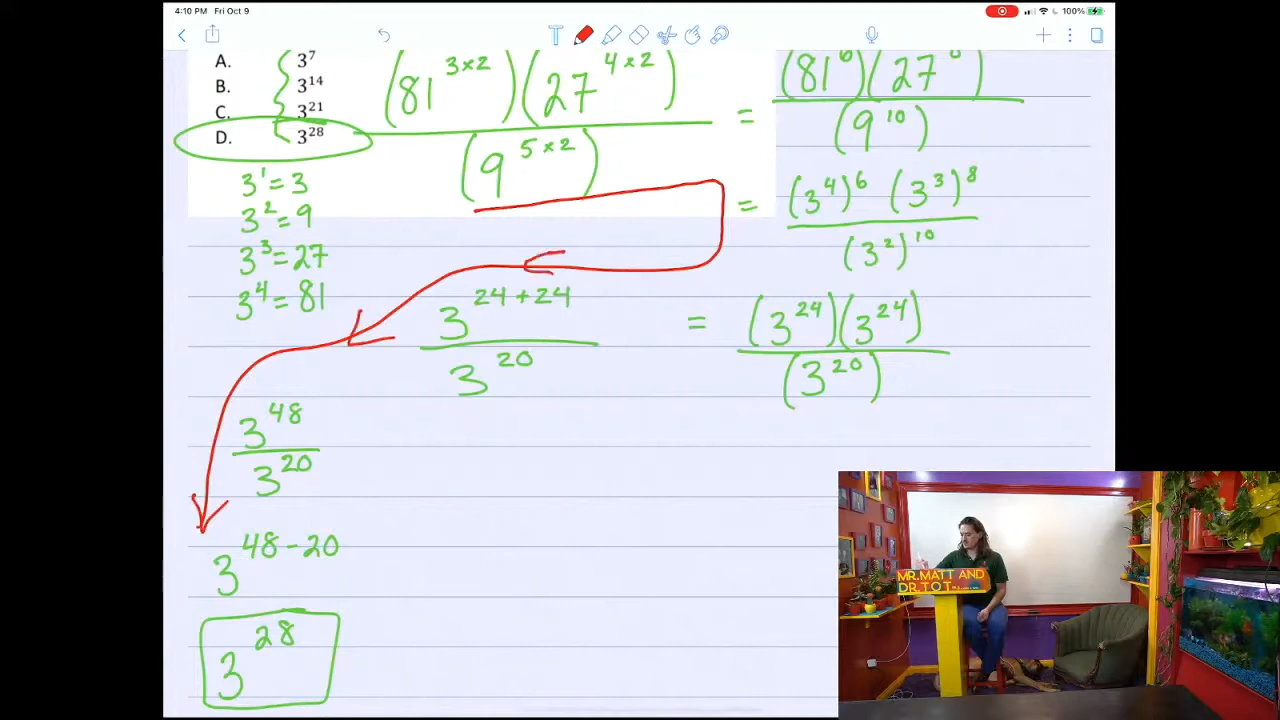 4:10 PM Fri Oct 9
100%
A. 3^7
B. 3^14
C. 3^21
D. 3^28
(81^{3×2})(27^{4×2})
(9^{5×2})
= (81^6)(27
(9^10)
3^1 = 3
3^2 = 9
3^3 = 27
3^4 = 81
= (3^4)^6 (3^3)^8
(3^2)^10
= (3^24)(3^24)
(3^20)
3^{24+24}
3^20
3^48
3^20
3^{48-20}
3^28
MR.MATT AND
DR.TOT